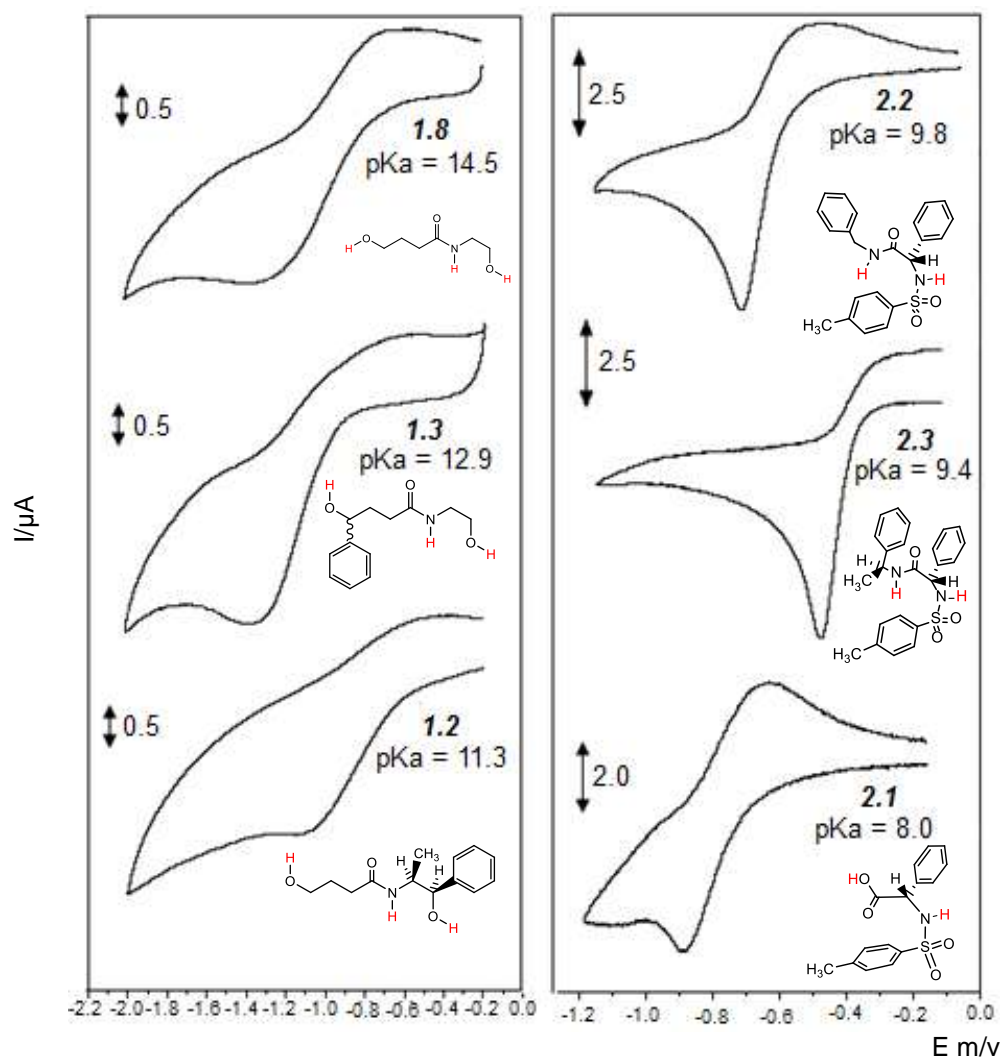 I/μA
0.5
1.8
pKa = 14.5
O
H
O
N
H
O
H
0.5
1.3
pKa = 12.9
H
O
O
N
H
O
H
0.5
1.2
pKa = 11.3
H
O
O
H
CH3
H
N
H
O
H
-2.2 -2.0 -1.8 -1.6 -1.4 -1.2 -1.0 -0.8 -0.6 -0.4 -0.2 0.0
2.5
2.2
pKa = 9.8
O
N
H
H
N-H
S=O
O
H3C
2.5
2.3
pKa = 9.4
H
CH3
O
N
H
H
N-H
S=O
O
H3C
2.0
2.1
pKa = 8.0
HO
H
O
N-H
S
O
O
H3C
-1.2 -1.0 -0.8 -0.6 -0.4 -0.2 0.0
E m/v